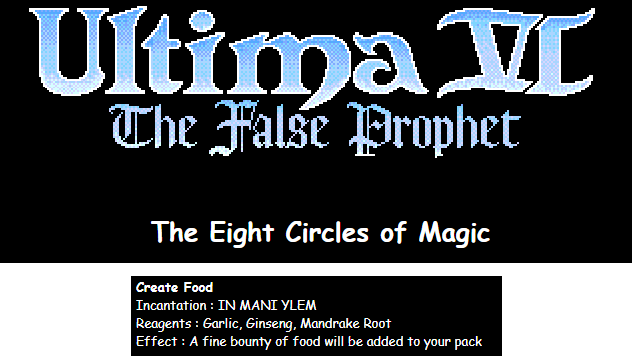 Ultima VI
The False Prophet
The Eight Circles of Magic
Create Food
Incantation : IN MANI YLEM
Reagents : Garlic, Ginseng, Mandrake Root
Effect : A fine bounty of food will be added to your pack